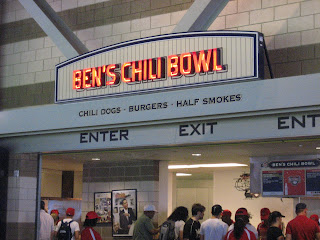 BEN'S CHILI BOWL
CHILI DOGS - BURGERS - HALF SMOKES
ENTER EXIT ENT
BEN'S CHILI BOWL